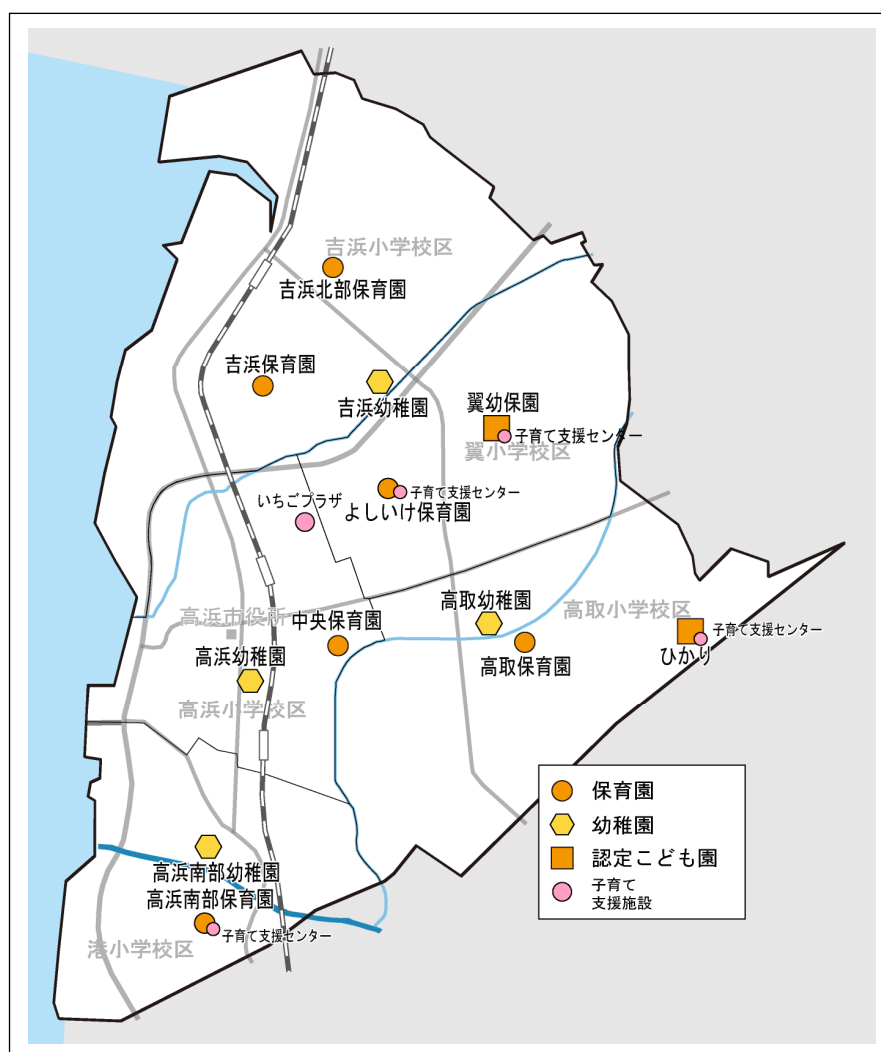 吉浜小学校区
吉浜北部保育園
吉浜保育園
吉浜幼稚園
翼幼保園
子育て支援センター
翼小学校区
いちごプラザ
子育て支援センター
よしいけ保育園
高浜市役所
中央保育園
高取幼稚園
高取小学校区
高浜幼稚園
高取保育園
子育て支援センター
ひかり
高浜小学校区
保育園
幼稚園
認定こども園
子育て
支援施設
高浜南部幼稚園
高浜南部保育園
子育て支援センター
港小学校区